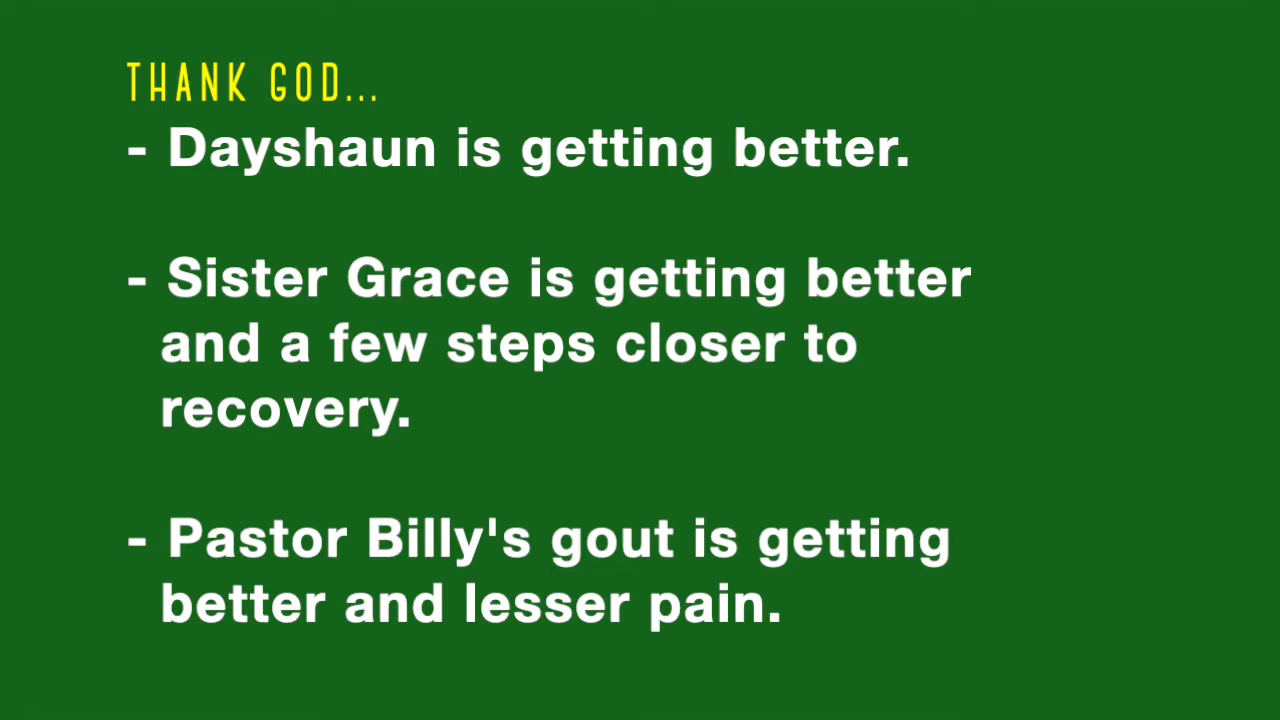 THANK GOD...
- Dayshaun is getting better.
- Sister Grace is getting better
and a few steps closer to
recovery.
- Pastor Billy's gout is getting
better and lesser pain.